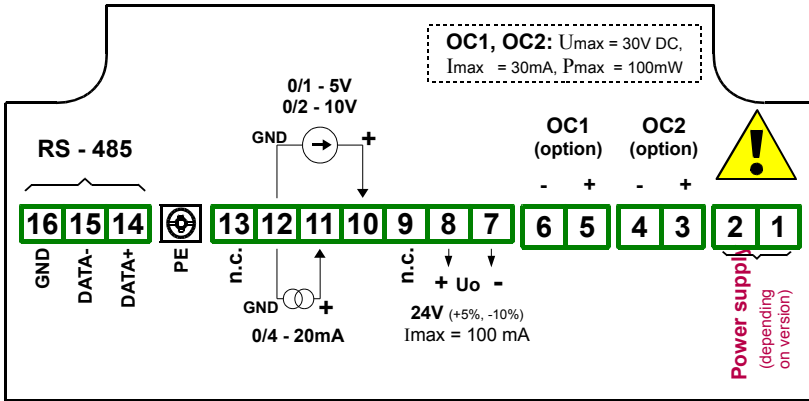 OC1, OC2: Umax = 30V DC,
Imax = 30mA, Pmax = 100mW
0/1 - 5V
0/2 - 10V
GND
+
RS - 485
OC1
(option)
- +
OC2
(option)
- +
!
16 15 14
13 12 11 10 9 8 7
6 5
4 3
2 1
GND
DATA-
DATA+
PE
n.c.
GND
+
0/4 - 20mA
n.c.
+ Uo -
24V (+5%, -10%)
Imax = 100 mA
Power supply
(depending
on version)